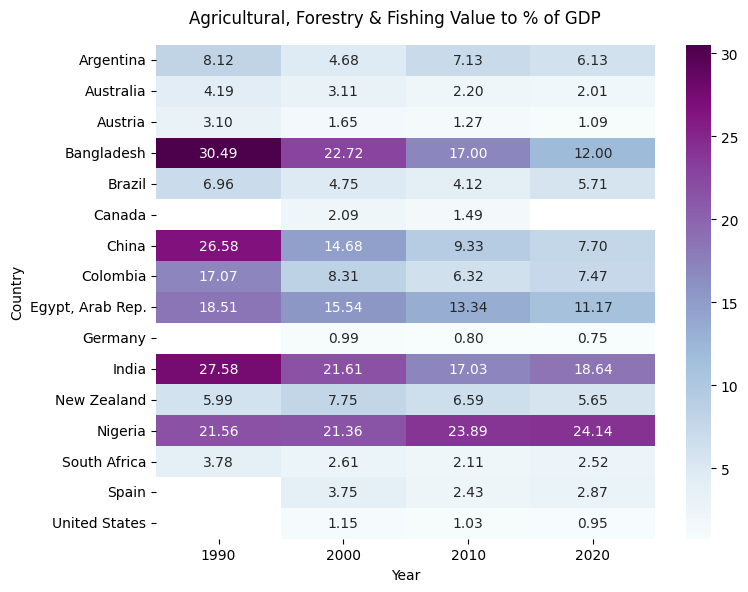 Agricultural, Forestry & Fishing Value to % of GDP
Argentina 8.12 4.68 7.13 6.13
Australia 4.19 3.11 2.20 2.01
Austria 3.10 1.65 1.27 1.09
Bangladesh 30.49 22.72 17.00 12.00
Brazil 6.96 4.75 4.12 5.71
Canada 2.09 1.49
China 26.58 14.68 9.33 7.70
Colombia 17.07 8.31 6.32 7.47
Egypt, Arab Rep. 18.51 15.54 13.34 11.17
Germany 0.99 0.80 0.75
India 27.58 21.61 17.03 18.64
New Zealand 5.99 7.75 6.59 5.65
Nigeria 21.56 21.36 23.89 24.14
South Africa 3.78 2.61 2.11 2.52
Spain 3.75 2.43 2.87
United States 1.15 1.03 0.95
1990 2000 2010 2020
Year
Country
30
25
20
15
10
5